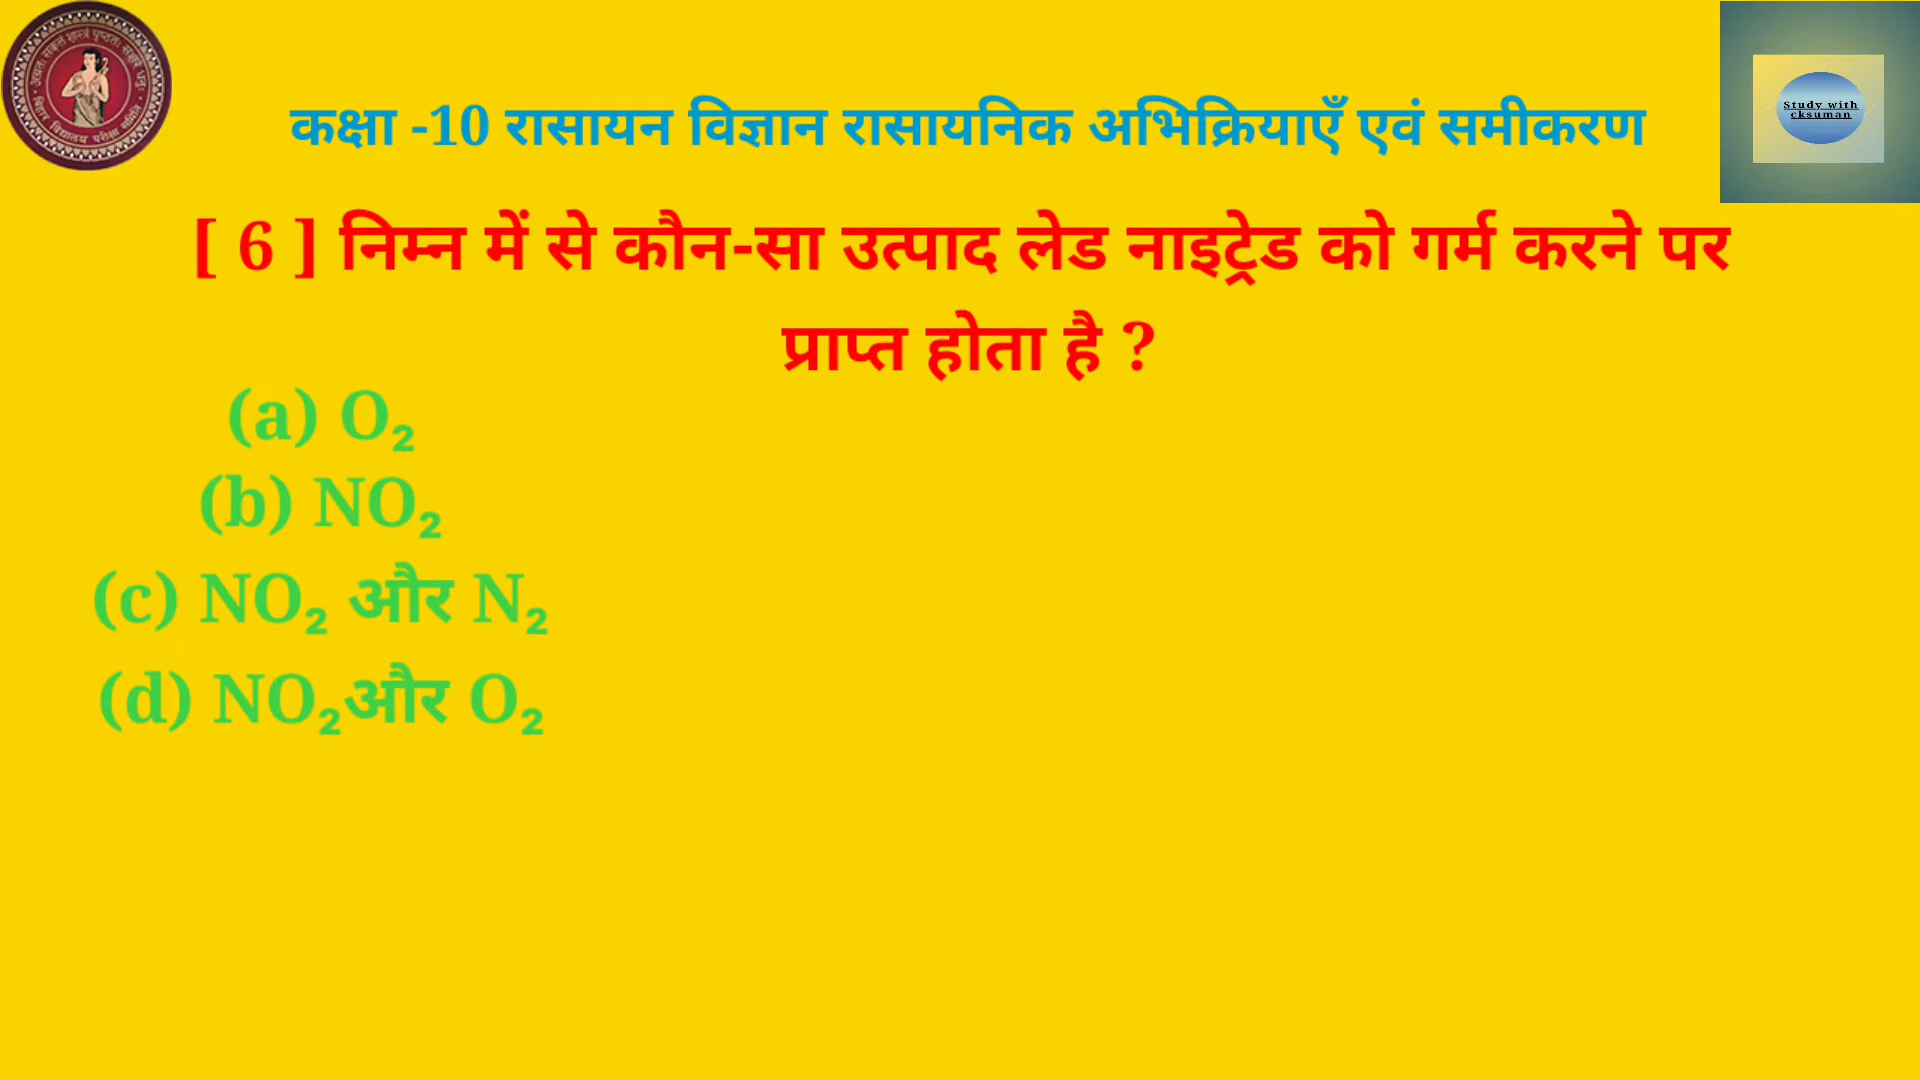 Study with
cksuman
कक्षा -10 रासायन विज्ञान रासायनिक अभिक्रियाएँ एवं समीकरण
[ 6 ] निम्न में से कौन-सा उत्पाद लेड नाइट्रेड को गर्म करने पर
प्राप्त होता है ?
(a) O₂
(b) NO₂
(c) NO₂ और N₂
(d) NO₂और O₂